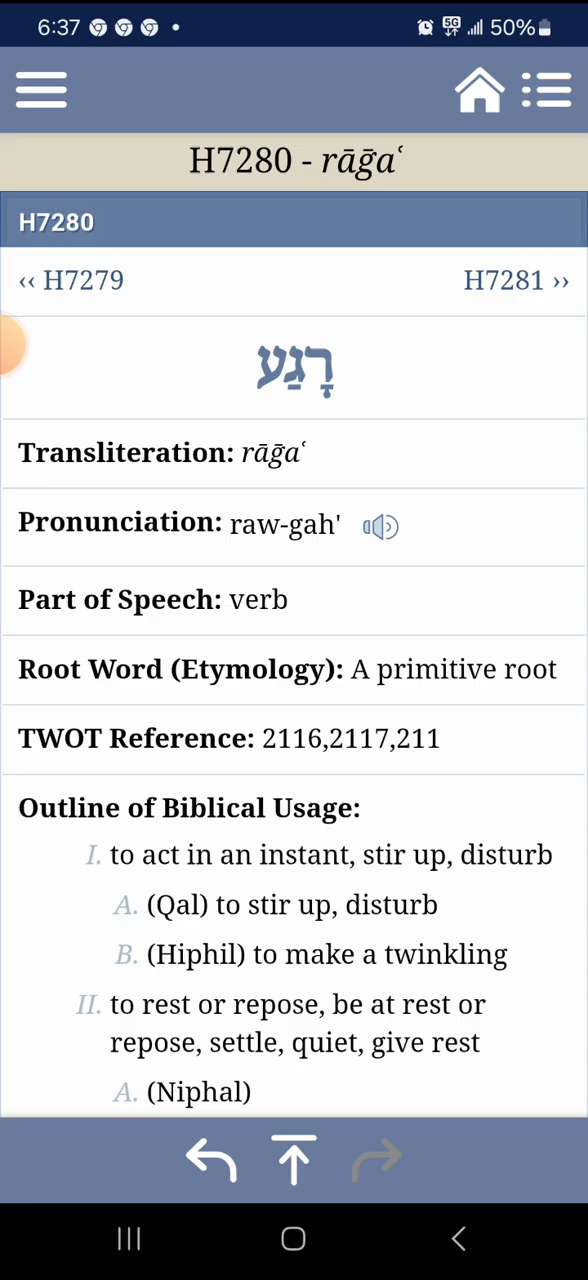 6:37
5G
50%
H7280 - rāḡaʿ
H7280
‹‹ H7279
H7281 ››
רָגַע
Transliteration: rāḡaʿ
Pronunciation: raw-gah'
Part of Speech: verb
Root Word (Etymology): A primitive root
TWOT Reference: 2116,2117,211
Outline of Biblical Usage:
I. to act in an instant, stir up, disturb
A. (Qal) to stir up, disturb
B. (Hiphil) to make a twinkling
II. to rest or repose, be at rest or
repose, settle, quiet, give rest
A. (Niphal)